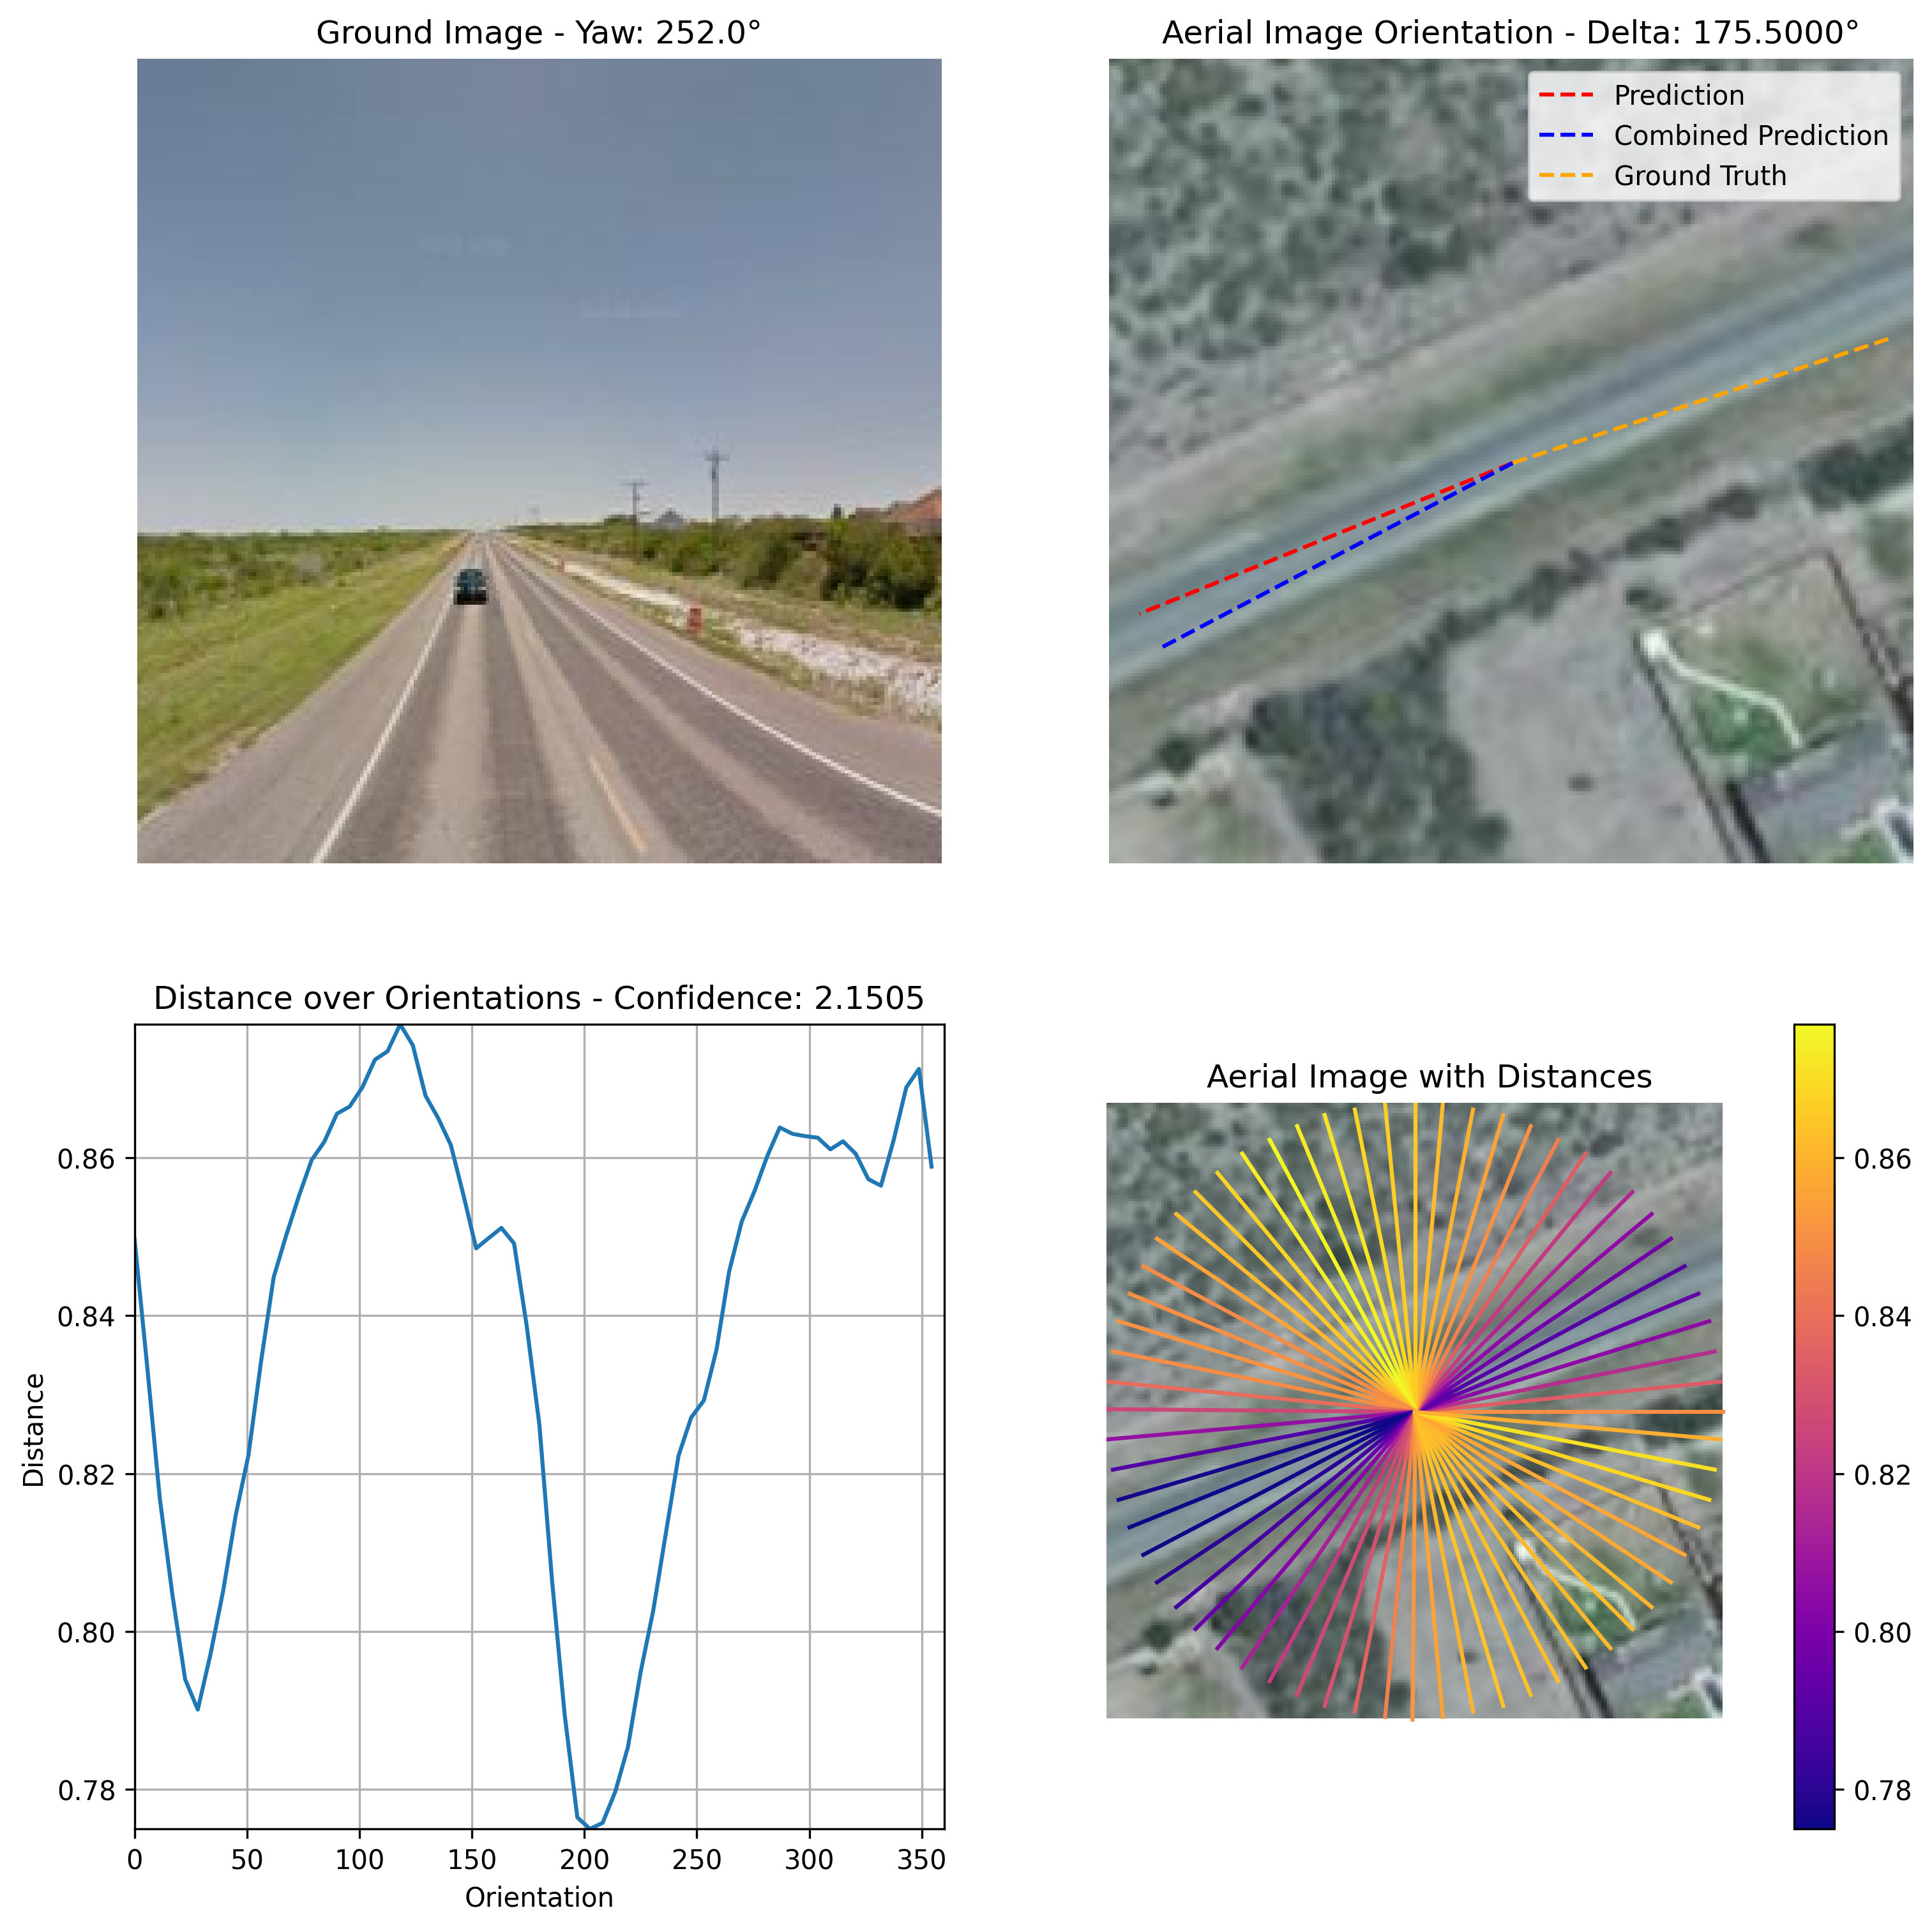 Ground Image - Yaw: 252.0°
Aerial Image Orientation - Delta: 175.5000°
Prediction
Combined Prediction
Ground Truth
Distance over Orientations - Confidence: 2.1505
Distance
0.86
0.84
0.82
0.80
0.78
0 50 100 150 200 250 300 350
Orientation
Aerial Image with Distances
0.86
0.84
0.82
0.80
0.78